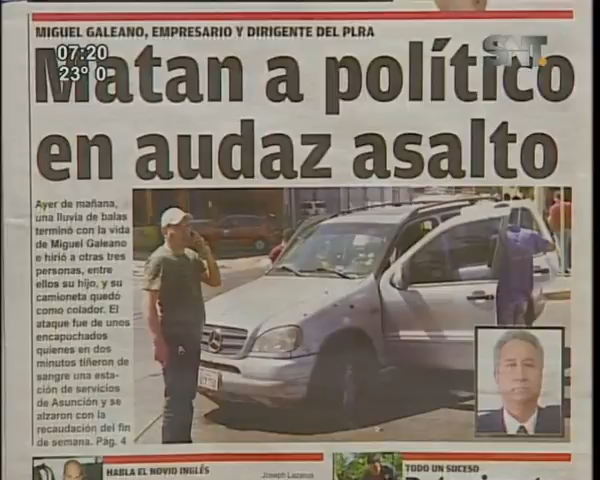 MIGUEL GALEANO, EMPRESARIO Y DIRIGENTE DEL PLRA
07:20
23º 0
SNT.
Matan a político
en audaz asalto
Ayer de mañana,
una lluvia de balas
terminó con la vida
de Miguel Galeano
e hirió a otras tres
personas, entre
ellos su hijo, y su
camioneta quedó
como colador. El
ataque fue de unos
encapuchados
quienes en dos
minutos tiñeron de
sangre una esta-
ción de servicios
de Asunción y se
alzaron con la
recaudación del fin
de semana. Pág. 4
HABLA EL NOVIO INGLÉS
Joseph Lazarus
TODO UN SUCESO